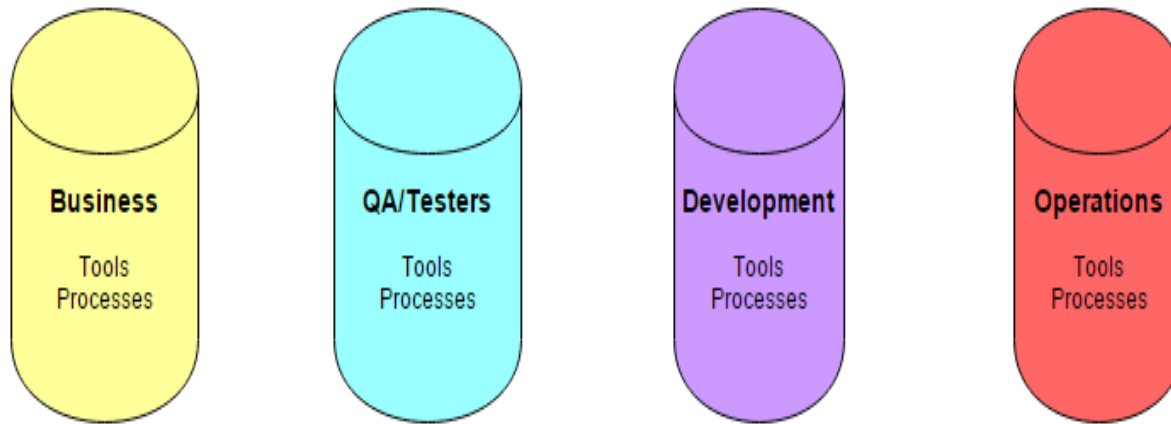 Business
Tools
Processes
QA/Testers
Tools
Processes
Development
Tools
Processes
Operations
Tools
Processes